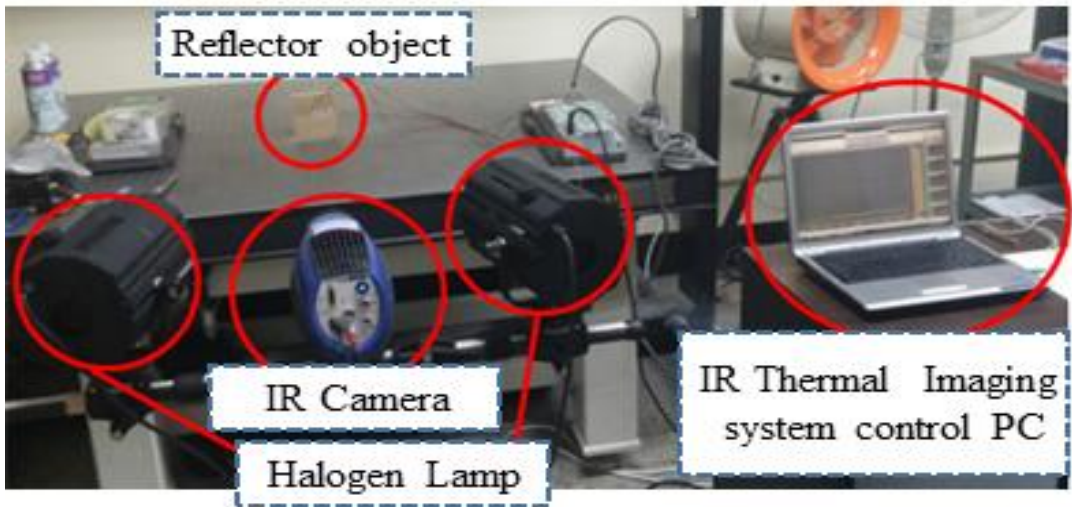 Reflector object
IR Camera
Halogen Lamp
IR Thermal Imaging
system control PC